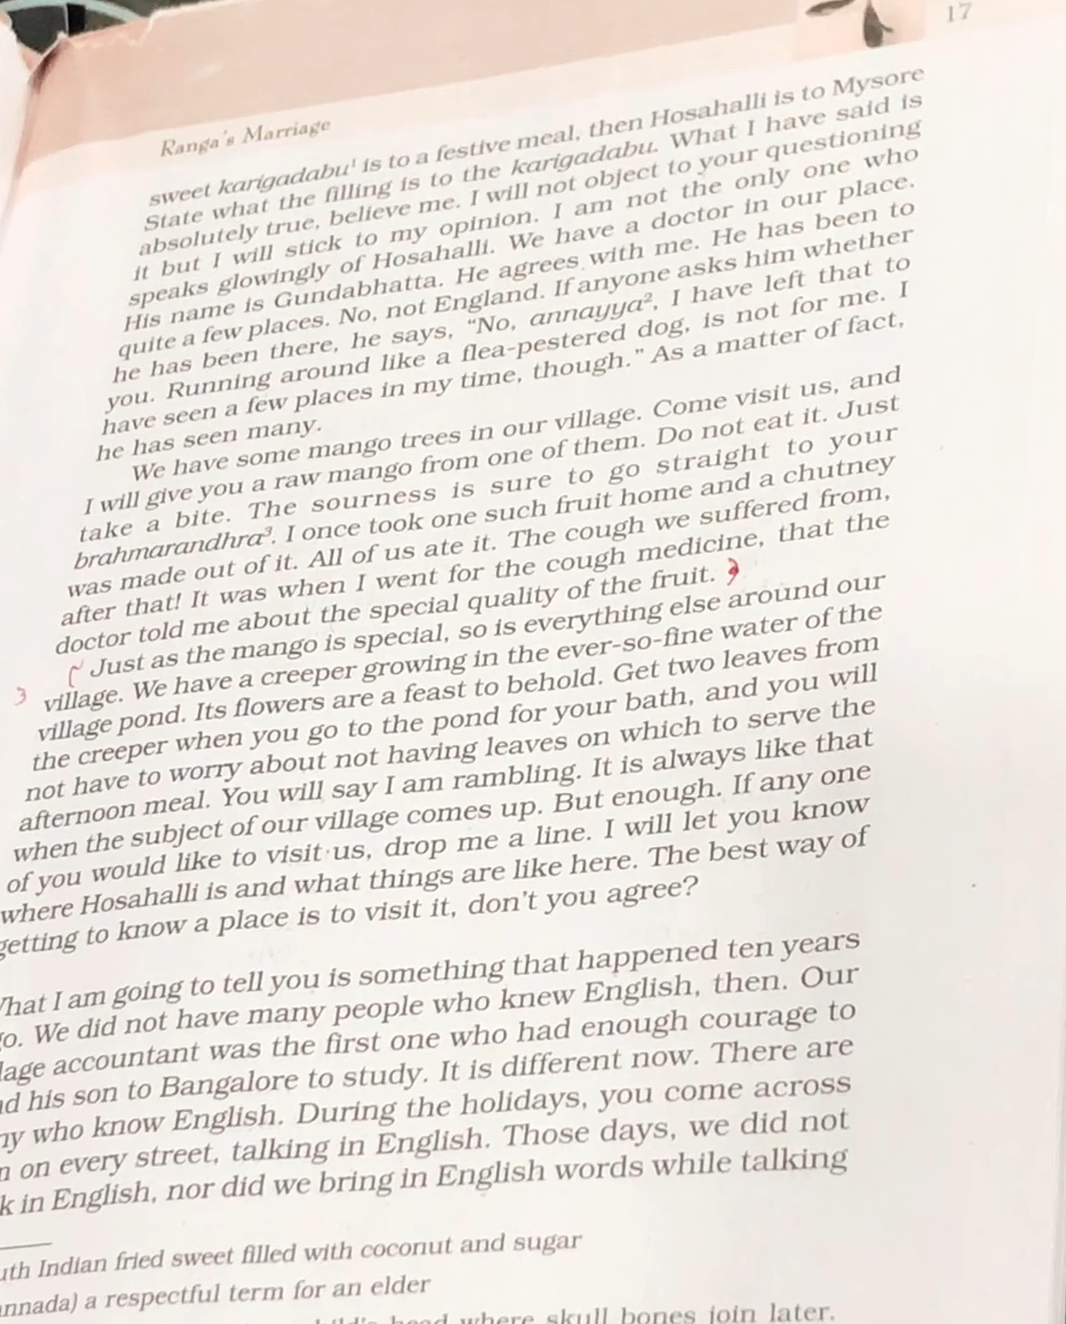 17
Ranga's Marriage
sweet karigadabu¹ is to a festive meal, then Hosahalli is to Mysore
State what the filling is to the karigadabu. What I have said is
absolutely true, believe me. I will not object to your questioning
it but I will stick to my opinion. I am not the only one who
speaks glowingly of Hosahalli. We have a doctor in our place.
His name is Gundabhatta. He agrees with me. He has been to
quite a few places. No, not England. If anyone asks him whether
he has been there, he says, "No, annayya², I have left that to
you. Running around like a flea-pestered dog, is not for me. I
have seen a few places in my time, though." As a matter of fact,
he has seen many.
We have some mango trees in our village. Come visit us, and
I will give you a raw mango from one of them. Do not eat it. Just
take a bite. The sourness is sure to go straight to your
brahmarandhra³. I once took one such fruit home and a chutney
was made out of it. All of us ate it. The cough we suffered from,
after that! It was when I went for the cough medicine, that the
doctor told me about the special quality of the fruit.
Just as the mango is special, so is everything else around our
village. We have a creeper growing in the ever-so-fine water of the
village pond. Its flowers are a feast to behold. Get two leaves from
the creeper when you go to the pond for your bath, and you will
not have to worry about not having leaves on which to serve the
afternoon meal. You will say I am rambling. It is always like that
when the subject of our village comes up. But enough. If any one
of you would like to visit us, drop me a line. I will let you know
where Hosahalli is and what things are like here. The best way of
getting to know a place is to visit it, don't you agree?
hat I am going to tell you is something that happened ten years
go. We did not have many people who knew English, then. Our
lage accountant was the first one who had enough courage to
nd his son to Bangalore to study. It is different now. There are
ny who know English. During the holidays, you come across
n on every street, talking in English. Those days, we did not
k in English, nor did we bring in English words while talking
uth Indian fried sweet filled with coconut and sugar
nnada) a respectful term for an elder
head where skull bones join later.